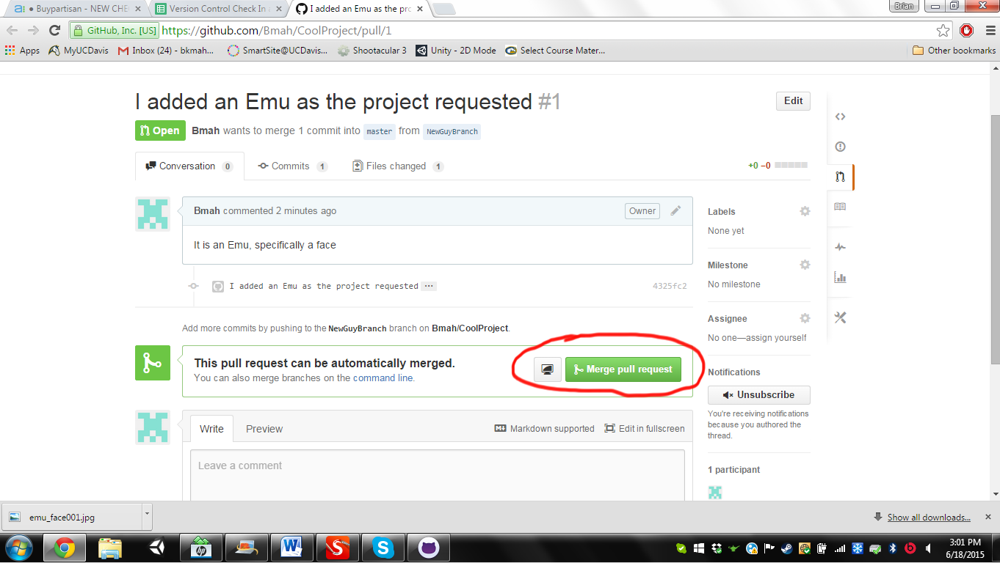 • Buypartisan - NEW CHE
Version Control Check In
I added an Emu as the pro
Brian
GitHub, Inc. [US]
https://github.com/Bmah/CoolProject/pull/1
Apps
MyUCDavis
Inbox (24) - bkmah...
SmartSite@UCDavis...
Shootacular 3
Unity - 2D Mode
Select Course Mater...
Other bookmarks
I added an Emu as the project requested #1
Edit
Open
Bmah wants to merge 1 commit into master from NewGuyBranch
Conversation 0
Commits 1
Files changed 1
+0 −0
Bmah commented 2 minutes ago
Owner
It is an Emu, specifically a face
I added an Emu as the project requested ...
4325fc2
Add more commits by pushing to the NewGuyBranch branch on Bmah/CoolProject.
This pull request can be automatically merged.
You can also merge branches on the command line.
Merge pull request
Write
Preview
Markdown supported
Edit in fullscreen
Leave a comment
Labels
None yet
Milestone
No milestone
Assignee
No one—assign yourself
Notifications
Unsubscribe
You're receiving notifications
because you authored the
thread.
1 participant
emu_face001.jpg
Show all downloads...
3:01 PM
6/18/2015